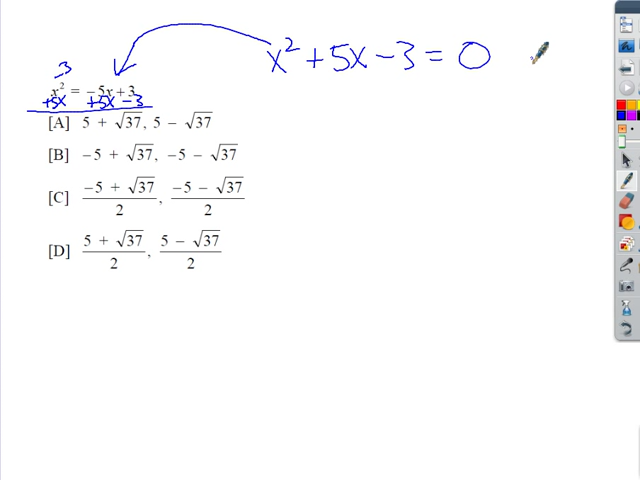 x² + 5x − 3 = 0
-3
x² = −5x + 3
+5x +5x −3
[A] 5 + √37, 5 − √37
[B] −5 + √37, −5 − √37
[C] (−5 + √37)/2, (−5 − √37)/2
[D] (5 + √37)/2, (5 − √37)/2